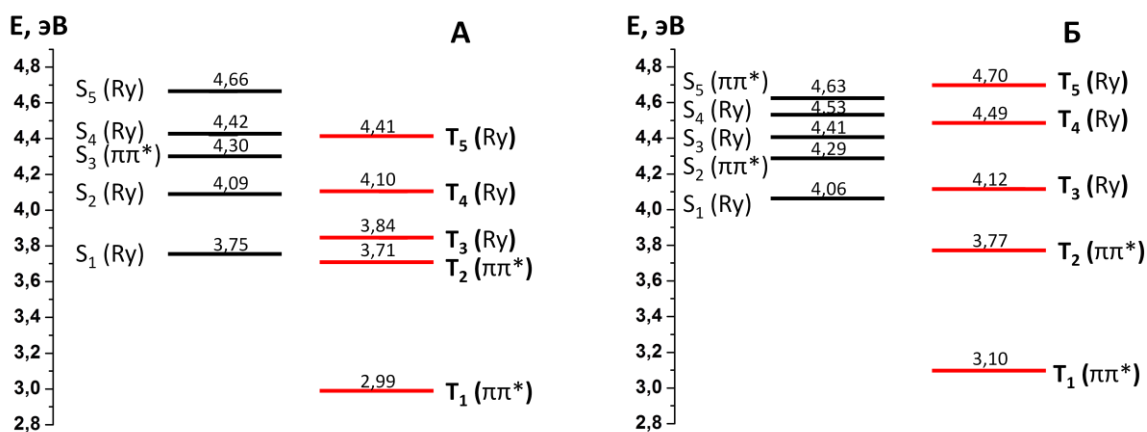 E, эВ
А
4,8
4,6
4,4
4,2
4,0
3,8
3,6
3,4
3,2
3,0
2,8
S₅ (Ry)
4,66
S₄ (Ry)
4,42
S₃ (ππ*)
4,30
S₂ (Ry)
4,09
S₁ (Ry)
3,75
4,41
T₅ (Ry)
4,10
T₄ (Ry)
3,84
T₃ (Ry)
3,71
T₂ (ππ*)
2,99
T₁ (ππ*)
E, эВ
Б
4,8
4,6
4,4
4,2
4,0
3,8
3,6
3,4
3,2
3,0
2,8
S₅ (ππ*)
4,63
S₄ (Ry)
4,53
S₃ (Ry)
4,41
S₂ (ππ*)
4,29
S₁ (Ry)
4,06
4,70
T₅ (Ry)
4,49
T₄ (Ry)
4,12
T₃ (Ry)
3,77
T₂ (ππ*)
3,10
T₁ (ππ*)